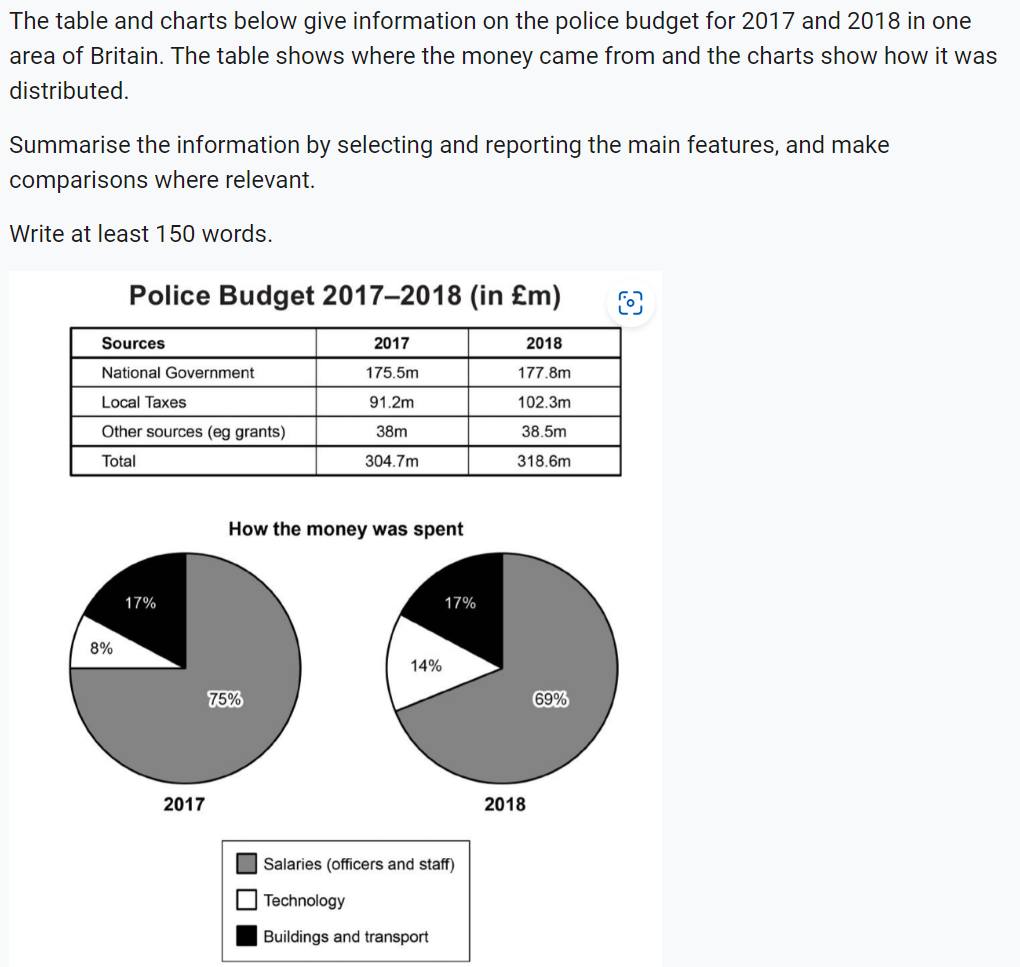 The table and charts below give information on the police budget for 2017 and 2018 in one
area of Britain. The table shows where the money came from and the charts show how it was
distributed.
Summarise the information by selecting and reporting the main features, and make
comparisons where relevant.
Write at least 150 words.
Police Budget 2017–2018 (in £m)
Sources 2017 2018
National Government 175.5m 177.8m
Local Taxes 91.2m 102.3m
Other sources (eg grants) 38m 38.5m
Total 304.7m 318.6m
How the money was spent
17%
8%
75%
2017
17%
14%
69%
2018
Salaries (officers and staff)
Technology
Buildings and transport